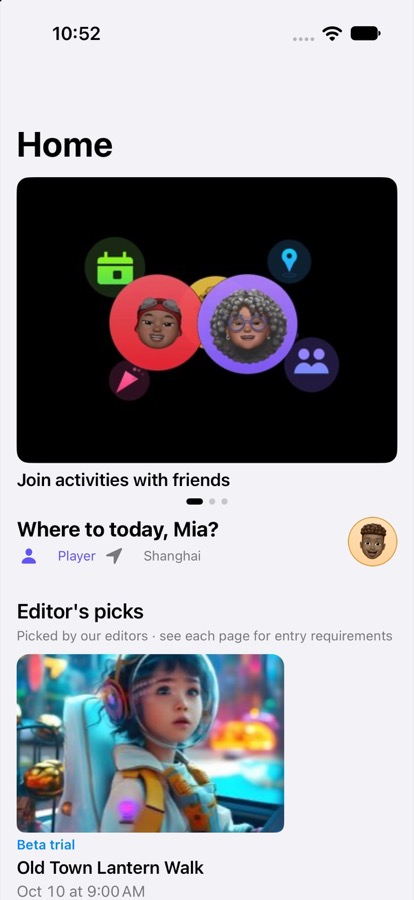 10:52
Home
Join activities with friends
Where to today, Mia?
Player
Shanghai
Editor's picks
Picked by our editors · see each page for entry requirements
Beta trial
Old Town Lantern Walk
Oct 10 at 9:00 AM